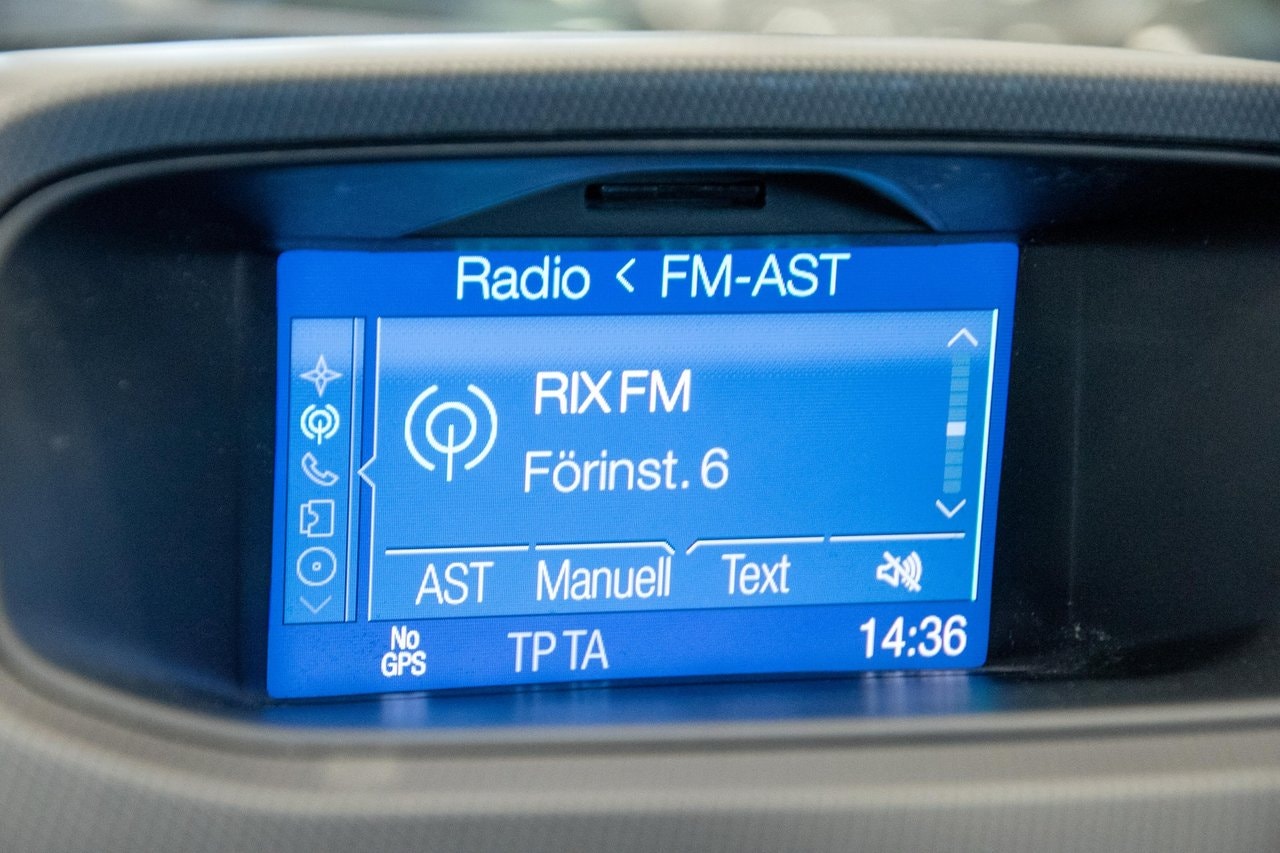 Radio < FM-AST
RIX FM
Förinst. 6
AST Manuell Text
No
GPS
TP TA
14:36